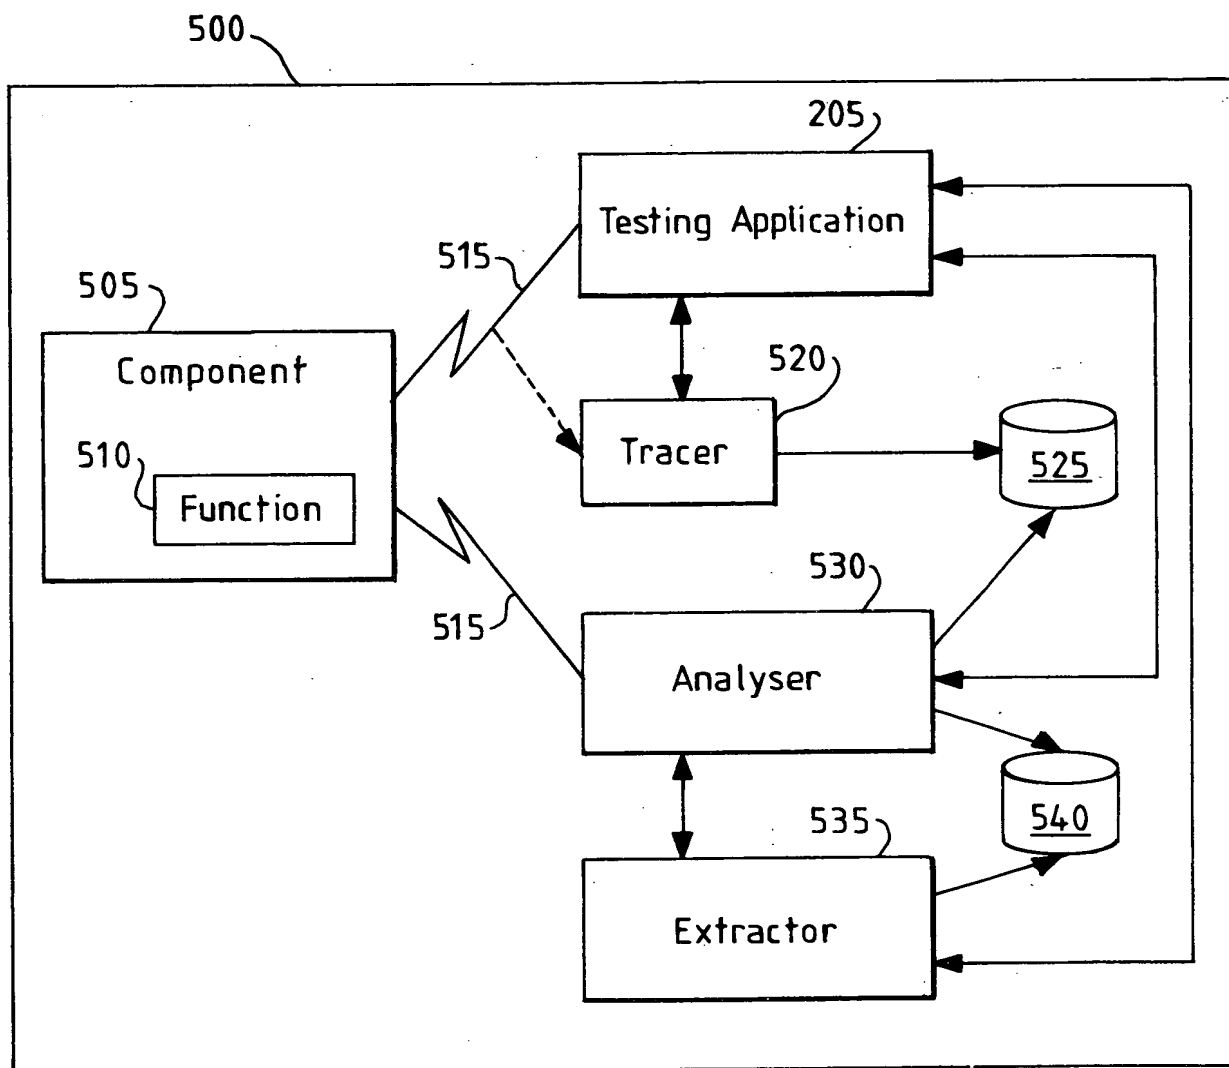 500
205
Testing Application
515
505
Component
520
510
Tracer
525
Function
530
515
Analyser
540
535
Extractor